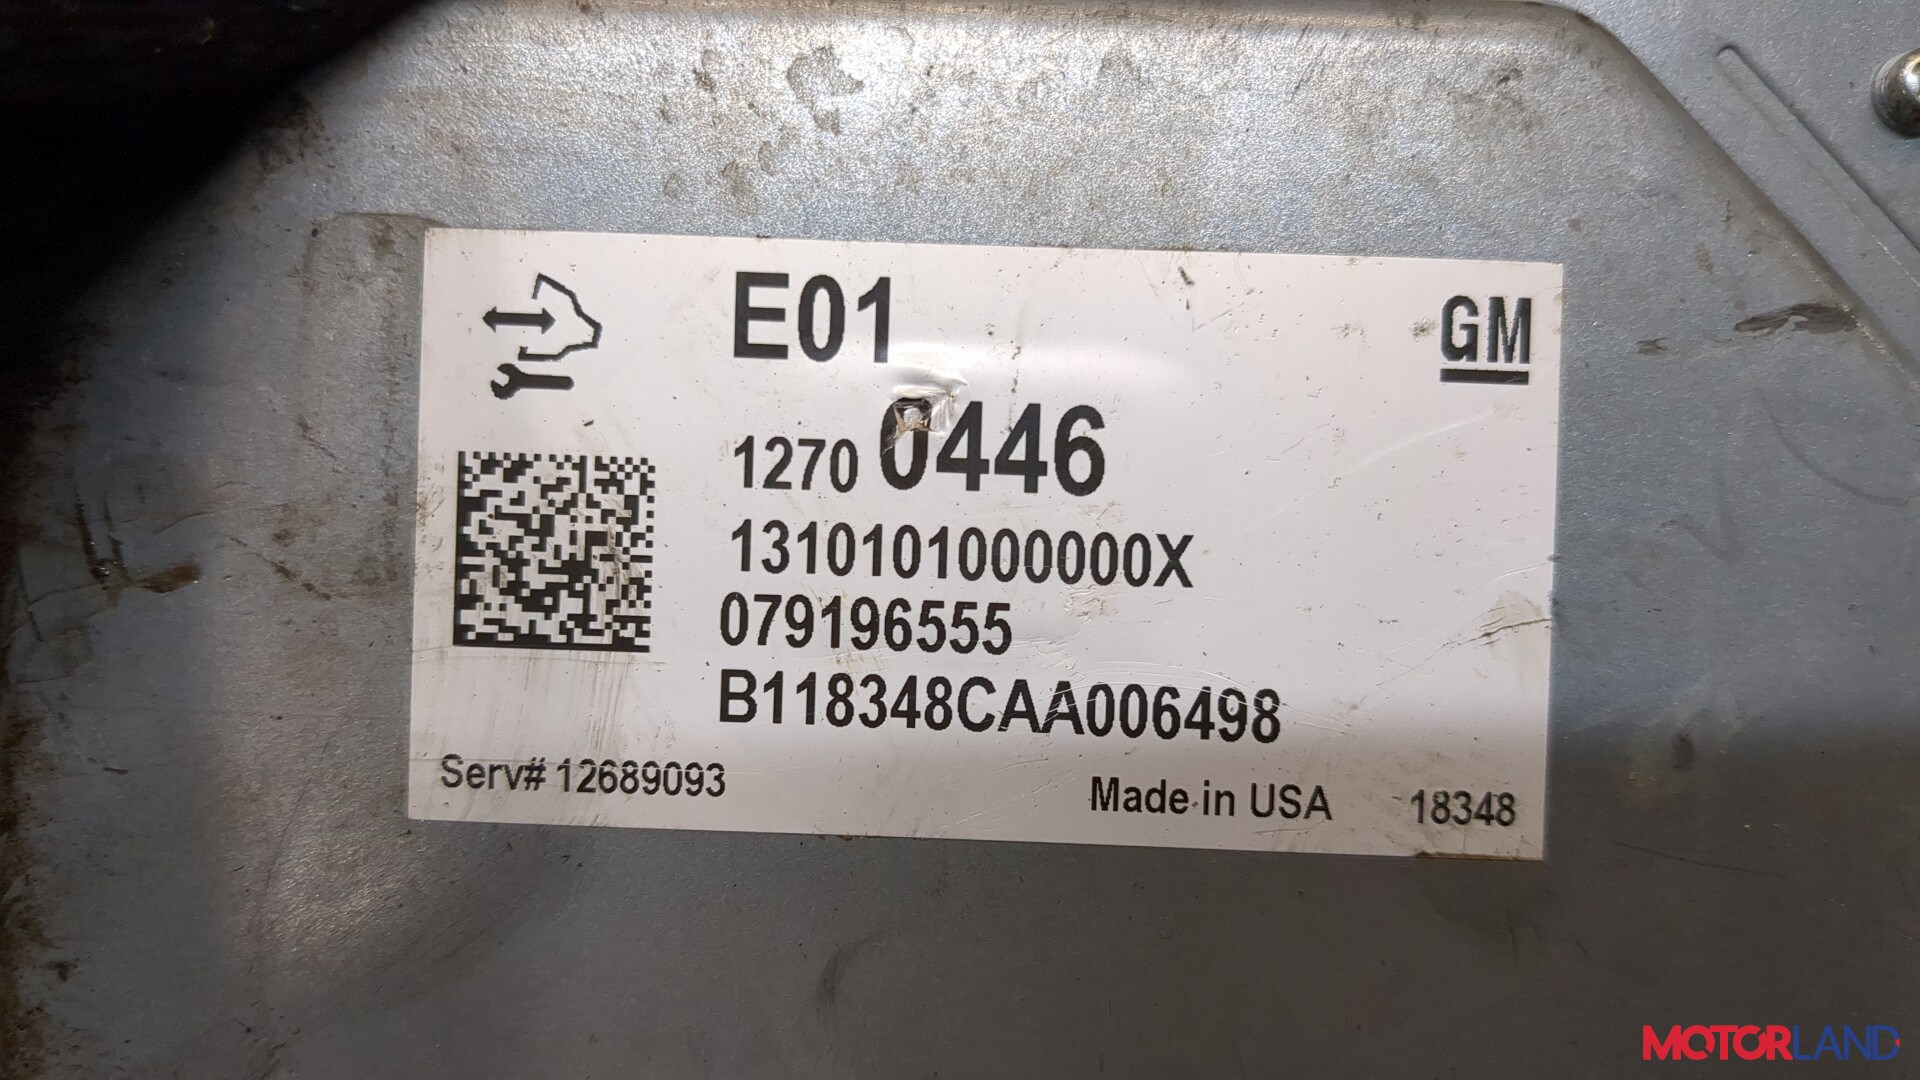 E01
GM
1270 0446
1310101000000X
079196555
B118348CAA006498
Serv# 12689093
Made in USA 18348
MOTORLAND